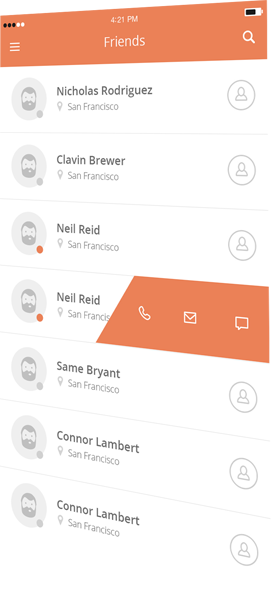 4:21 PM
Friends
Nicholas Rodriguez
San Francisco
Clavin Brewer
San Francisco
Neil Reid
San Francisco
Neil Reid
San Francisc
Same Bryant
San Francisco
Connor Lambert
San Francisco
Connor Lambert
San Francisco